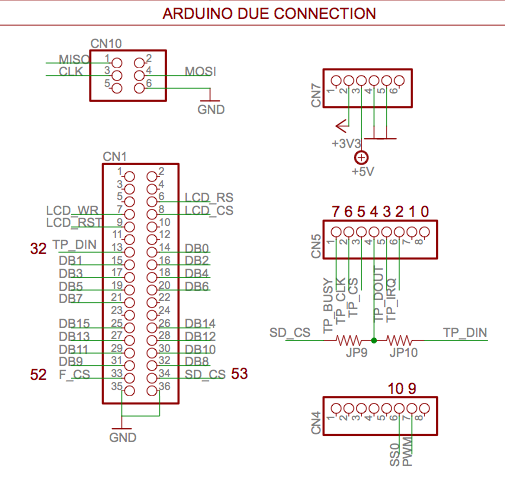 ARDUINO DUE CONNECTION
CN10
MISO 1 2
CLK 3 4 MOSI
5 6
GND
CN7
1 2 3 4 5 6
+3V3
+5V
CN1
1 2
3 4
5 6 LCD_RS
LCD_WR 7 8 LCD_CS
LCD_RST 9 10
11 12
32 TP_DIN 13 14 DB0
DB1 15 16 DB2
DB3 17 18 DB4
DB5 19 20 DB6
DB7 21 22
23 24
DB15 25 26 DB14
DB13 27 28 DB12
DB11 29 30 DB10
DB9 31 32 DB8
52 F_CS 33 34 SD_CS 53
35 36
GND
7 6 5 4 3 2 1 0
CN5
1 2 3 4 5 6 7 8
TP_BUSY
TP_CLK
TP_CS
TP_DOUT
TP_IRQ
SD_CS TP_DIN
JP9 JP10
10 9
CN4
1 2 3 4 5 6 7 8
SS0
PWM